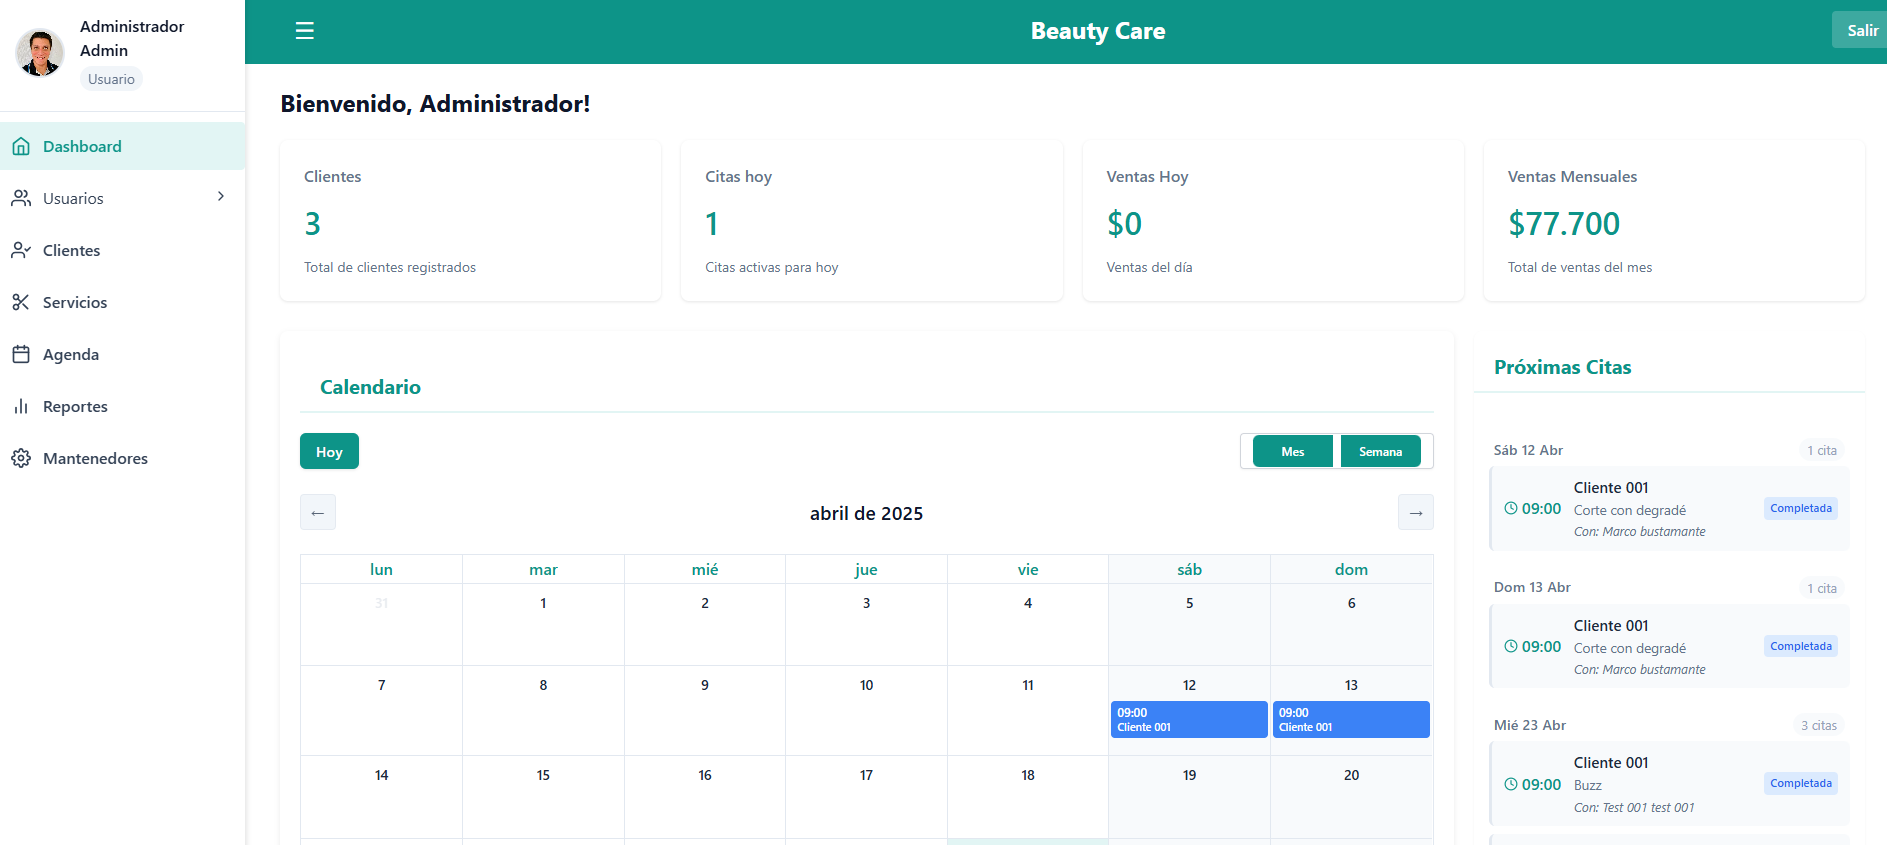 Administrador
Admin
Usuario
Dashboard
Usuarios
Clientes
Servicios
Agenda
Reportes
Mantenedores
☰
Beauty Care
Salir
Bienvenido, Administrador!
Clientes
3
Total de clientes registrados
Citas hoy
1
Citas activas para hoy
Ventas Hoy
$0
Ventas del día
Ventas Mensuales
$77.700
Total de ventas del mes
Calendario
Hoy
Mes Semana
← abril de 2025 →
lun mar mié jue vie sáb dom
31 1 2 3 4 5 6
7 8 9 10 11 12 13
09:00 09:00
Cliente 001 Cliente 001
14 15 16 17 18 19 20
Próximas Citas
Sáb 12 Abr 1 cita
Cliente 001
09:00 Corte con degradé Completada
Con: Marco bustamante
Dom 13 Abr 1 cita
Cliente 001
09:00 Corte con degradé Completada
Con: Marco bustamante
Mié 23 Abr 3 citas
Cliente 001
09:00 Buzz Completada
Con: Test 001 test 001